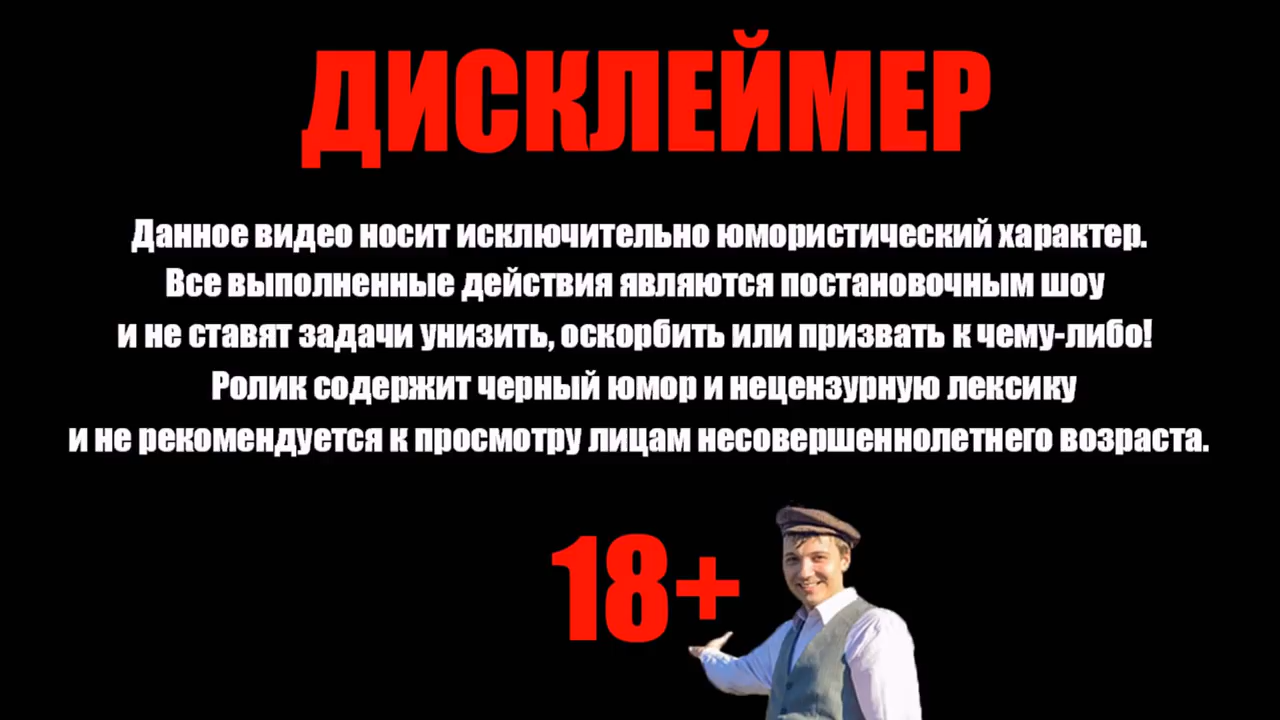 ДИСКЛЕЙМЕР
Данное видео носит исключительно юмористический характер.
Все выполненные действия являются постановочным шоу
и не ставят задачи унизить, оскорбить или призвать к чему-либо!
Ролик содержит черный юмор и нецензурную лексику
и не рекомендуется к просмотру лицам несовершеннолетнего возраста.
18+